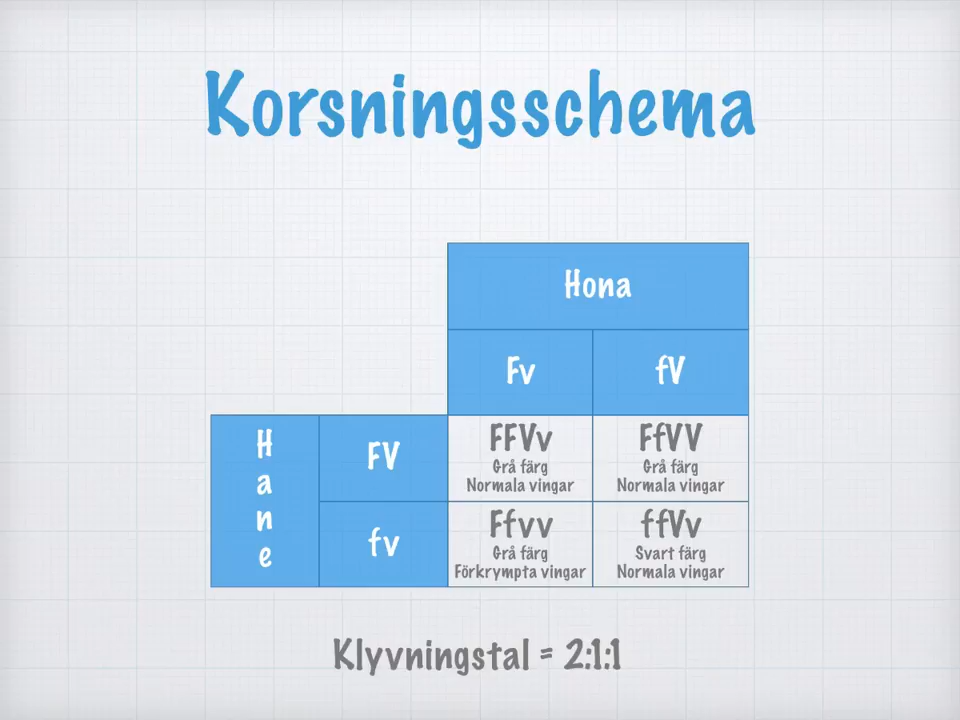 Korsningsschema
Hona
Fv fV
H
a
n
e
FV
FFVv
Grå färg
Normala vingar
FfVV
Grå färg
Normala vingar
fv
Ffvv
Grå färg
Förkrympta vingar
ffVv
Svart färg
Normala vingar
Klyvningstal = 2:1:1